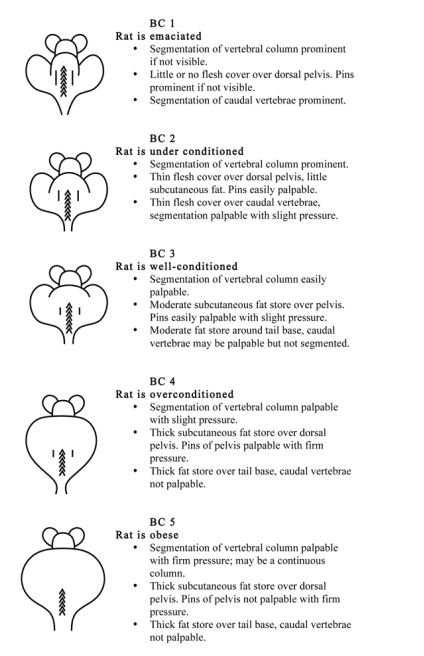 BC 1
Rat is emaciated
• Segmentation of vertebral column prominent
if not visible.
• Little or no flesh cover over dorsal pelvis. Pins
prominent if not visible.
• Segmentation of caudal vertebrae prominent.
BC 2
Rat is under conditioned
• Segmentation of vertebral column prominent.
• Thin flesh cover over dorsal pelvis, little
subcutaneous fat. Pins easily palpable.
• Thin flesh cover over caudal vertebrae,
segmentation palpable with slight pressure.
BC 3
Rat is well-conditioned
• Segmentation of vertebral column easily
palpable.
• Moderate subcutaneous fat store over pelvis.
Pins easily palpable with slight pressure.
• Moderate fat store around tail base, caudal
vertebrae may be palpable but not segmented.
BC 4
Rat is overconditioned
• Segmentation of vertebral column palpable
with slight pressure.
• Thick subcutaneous fat store over dorsal
pelvis. Pins of pelvis palpable with firm
pressure.
• Thick fat store over tail base, caudal vertebrae
not palpable.
BC 5
Rat is obese
• Segmentation of vertebral column palpable
with firm pressure; may be a continuous
column.
• Thick subcutaneous fat store over dorsal
pelvis. Pins of pelvis not palpable with firm
pressure.
• Thick fat store over tail base, caudal vertebrae
not palpable.